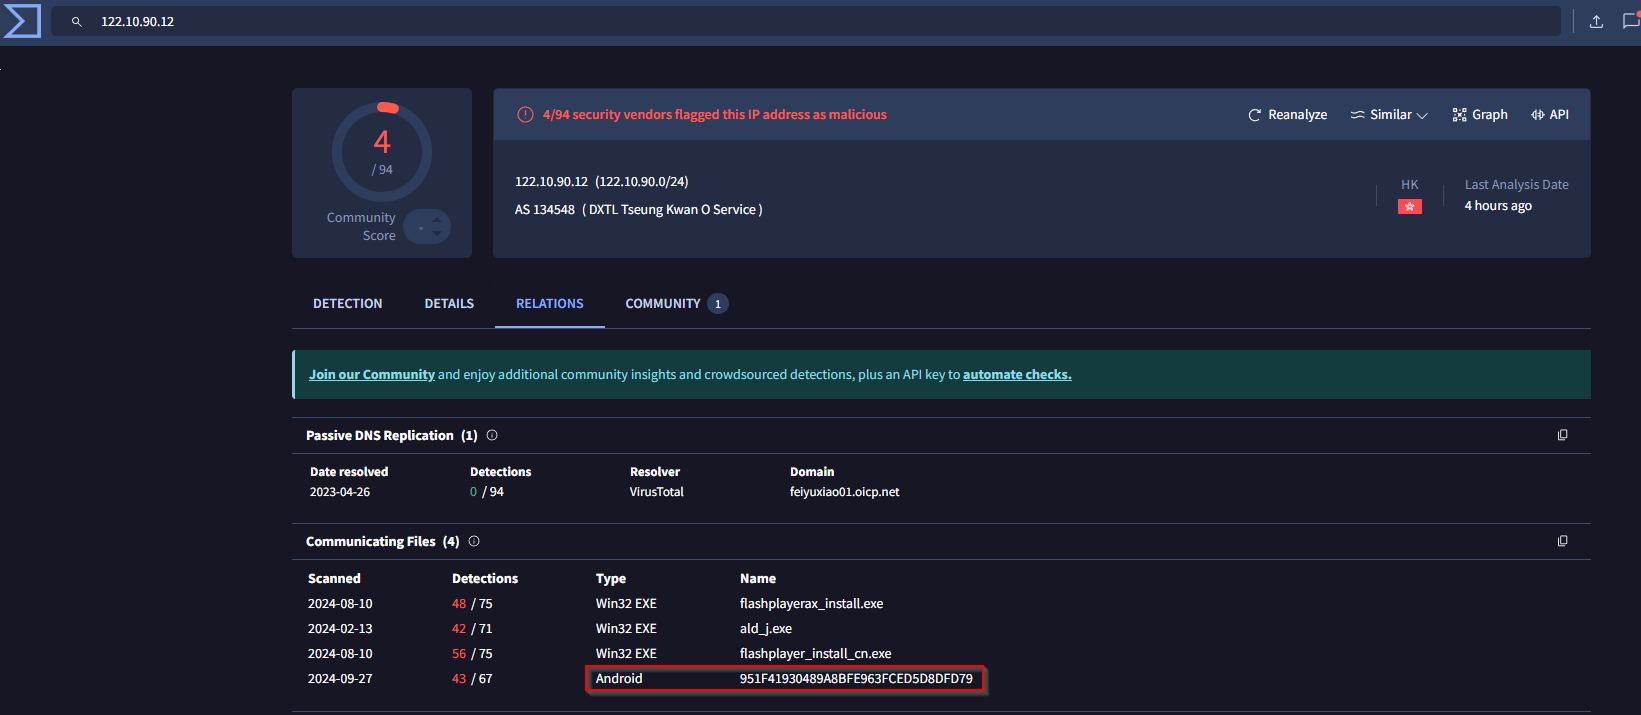 122.10.90.12
4
/ 94
Community
Score
4/94 security vendors flagged this IP address as malicious
Reanalyze
Similar
Graph
API
122.10.90.12 (122.10.90.0/24)
AS 134548 ( DXTL Tseung Kwan O Service )
HK
Last Analysis Date
4 hours ago
DETECTION
DETAILS
RELATIONS
COMMUNITY 1
Join our Community and enjoy additional community insights and crowdsourced detections, plus an API key to automate checks.
Passive DNS Replication (1)
Date resolved Detections Resolver Domain
2023-04-26 0 / 94 VirusTotal feiyuxiao01.oicp.net
Communicating Files (4)
Scanned Detections Type Name
2024-08-10 48 / 75 Win32 EXE flashplayerax_install.exe
2024-02-13 42 / 71 Win32 EXE ald_j.exe
2024-08-10 56 / 75 Win32 EXE flashplayer_install_cn.exe
2024-09-27 43 / 67 Android 951F41930489A8BFE963FCED5D8DFD79